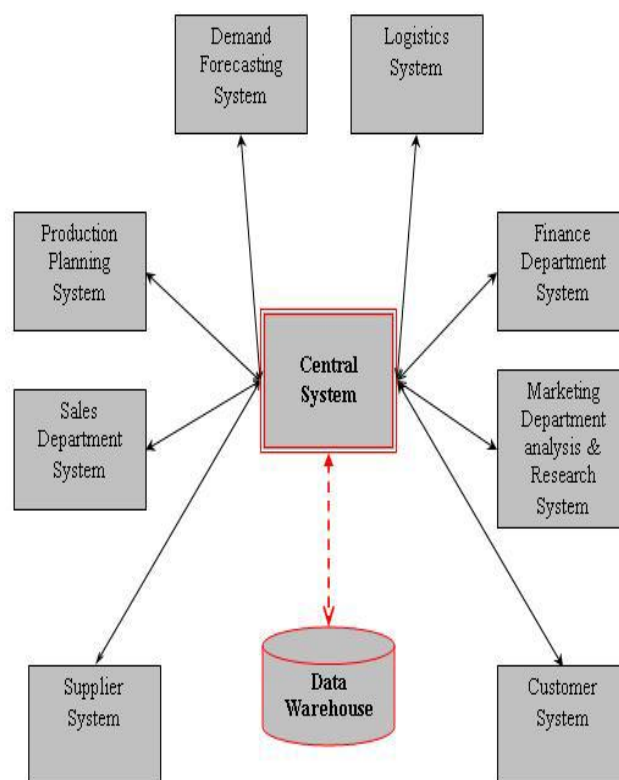 Demand
Forecasting
System
Logistics
System
Production
Planning
System
Finance
Department
System
Central
System
Sales
Department
System
Marketing
Department
analysis &
Research
System
Supplier
System
Data
Warehouse
Customer
System